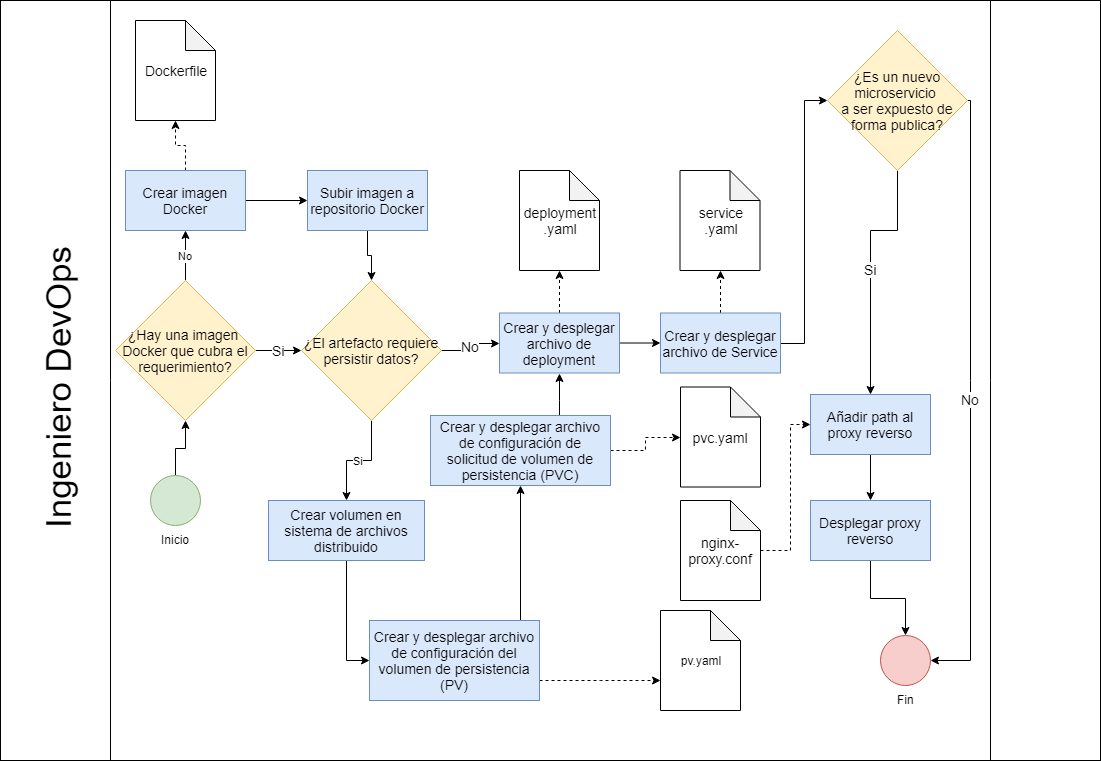 Ingeniero DevOps
Dockerfile
Crear imagen
Docker
Subir imagen a
repositorio Docker
No
¿Hay una imagen
Docker que cubra el
requerimiento?
Si
¿El artefacto requiere
persistir datos?
No
Si
Inicio
Crear volumen en
sistema de archivos
distribuido
Crear y desplegar archivo
de configuración del
volumen de persistencia
(PV)
pv.yaml
Crear y desplegar archivo
de configuración de
solicitud de volumen de
persistencia (PVC)
pvc.yaml
deployment
.yaml
Crear y desplegar
archivo de
deployment
service
.yaml
Crear y desplegar
archivo de Service
¿Es un nuevo
microservicio
a ser expuesto de
forma publica?
Si
No
Añadir path al
proxy reverso
nginx-
proxy.conf
Desplegar proxy
reverso
Fin